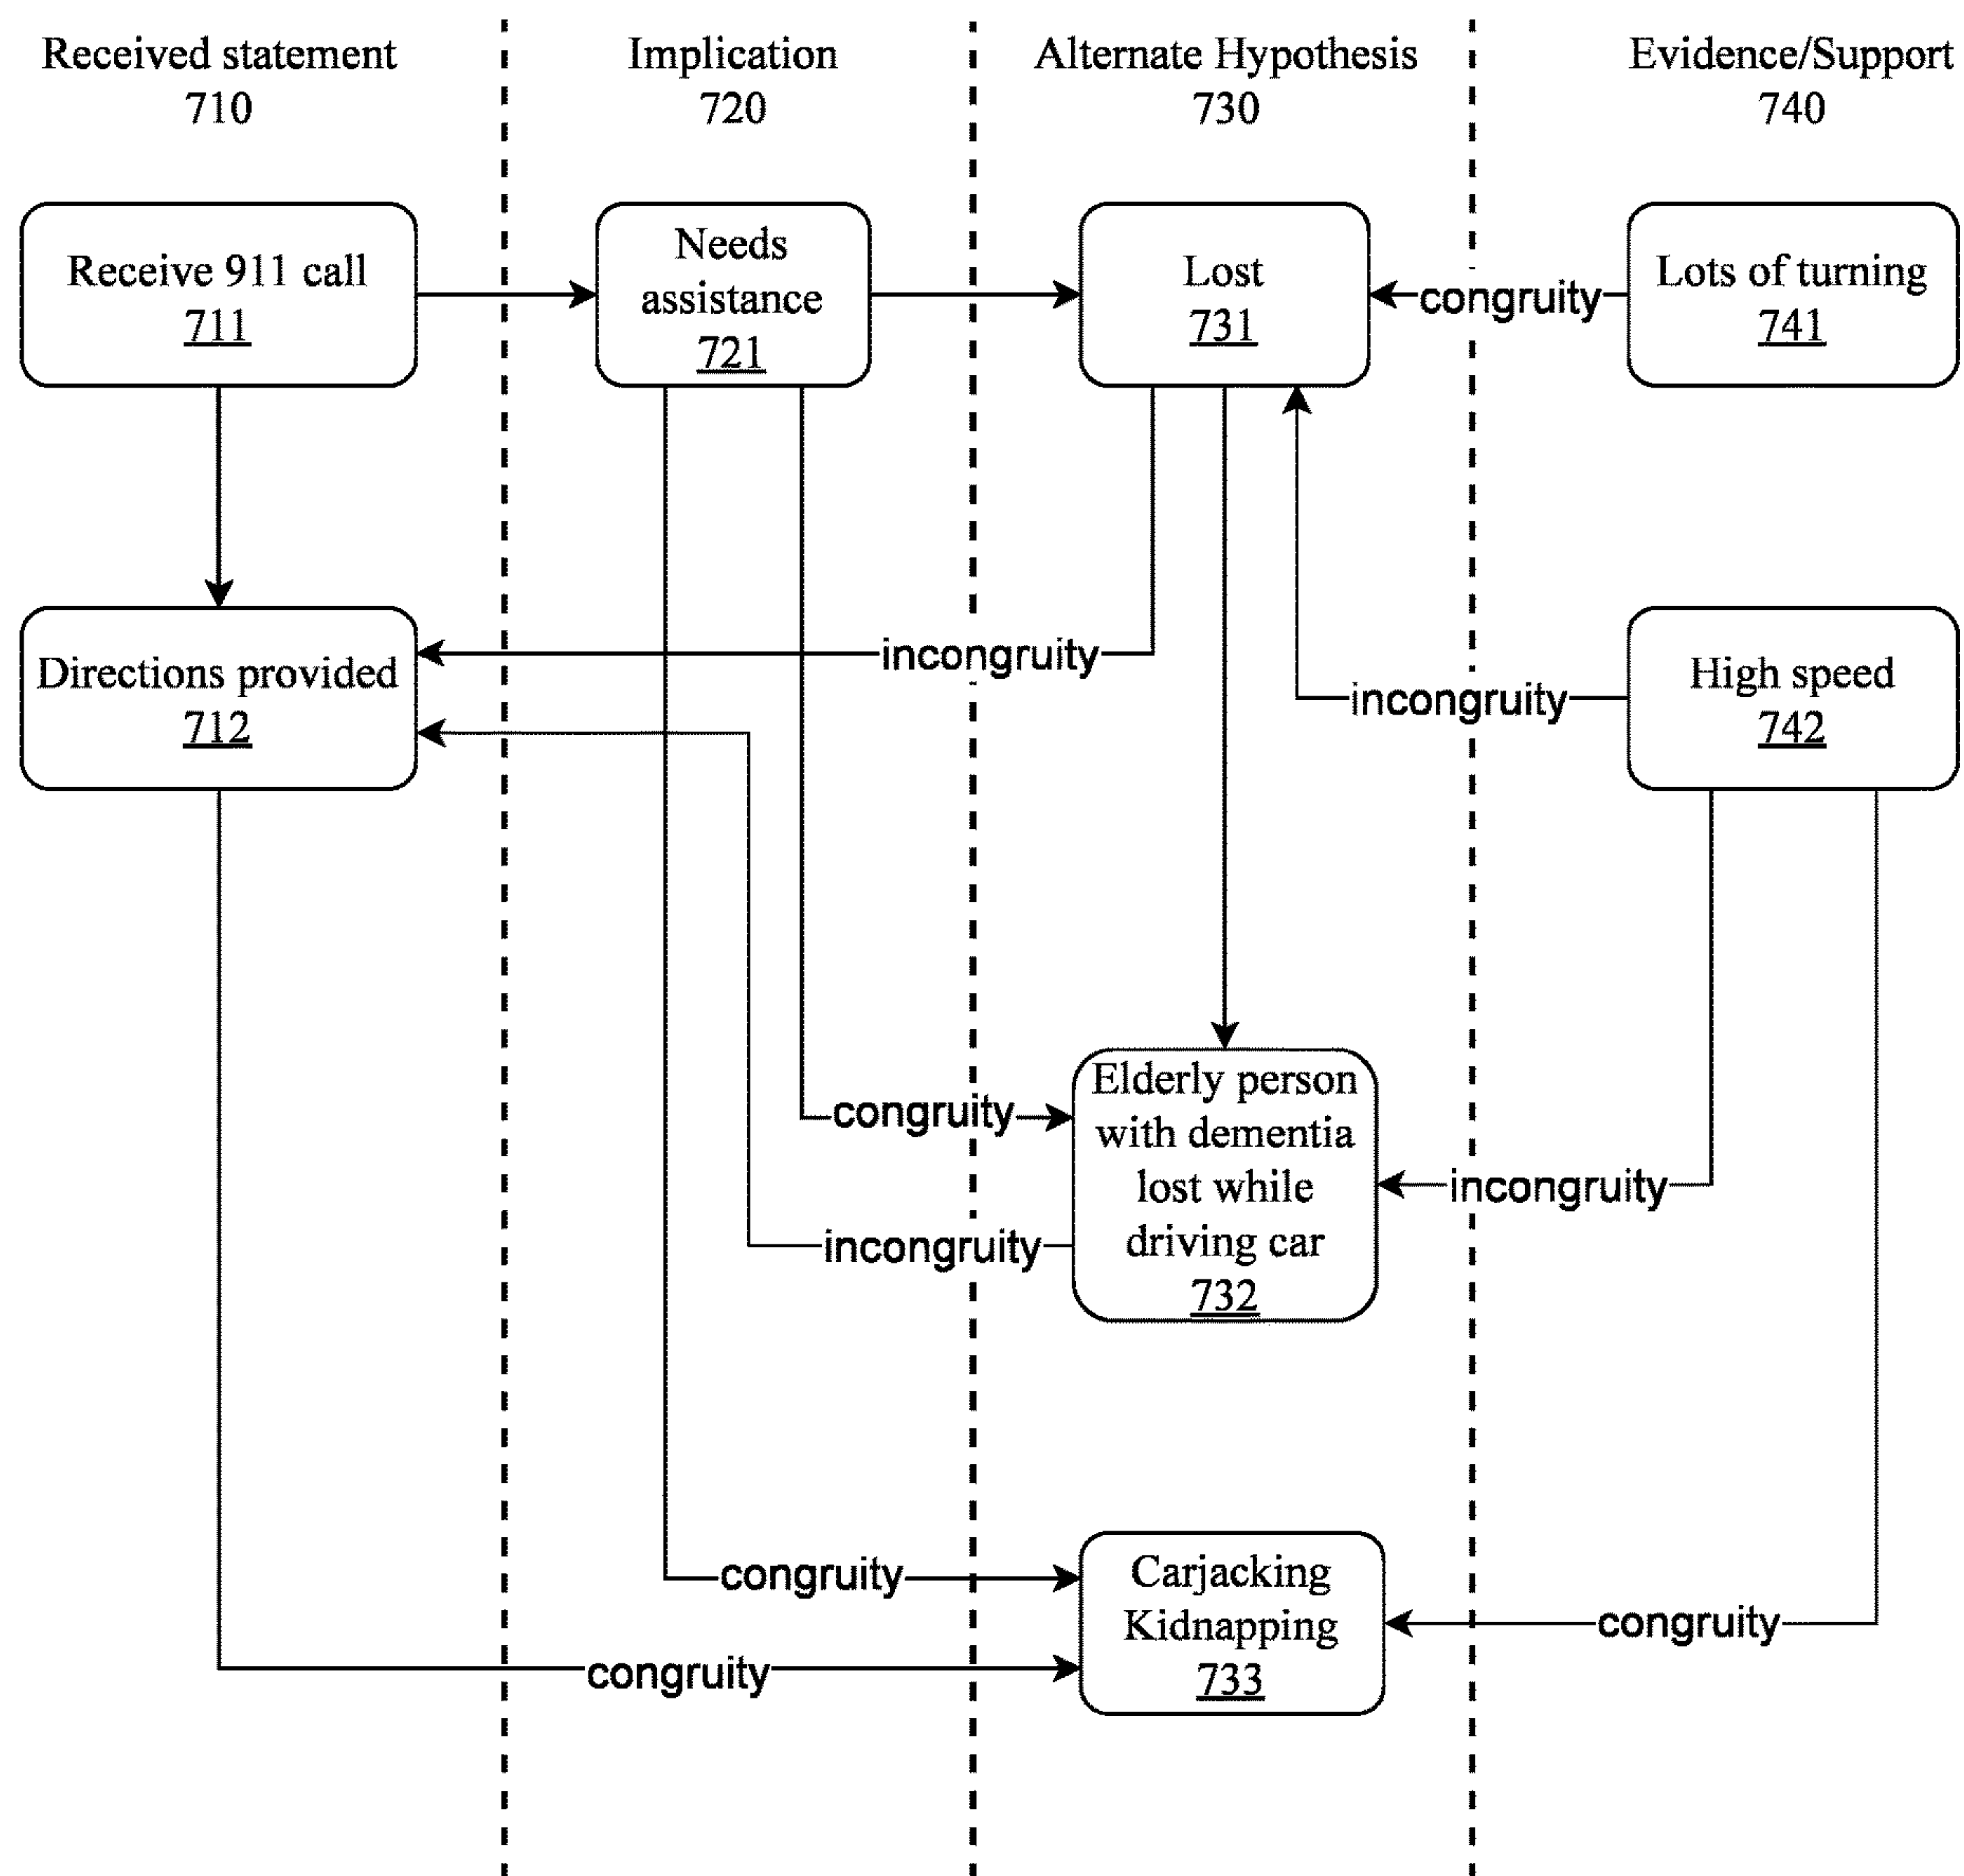 Received statement
710
Implication
720
Alternate Hypothesis
730
Evidence/Support
740
Receive 911 call
711
Needs
assistance
721
Lost
731
congruity
Lots of turning
741
Directions provided
712
incongruity
incongruity
High speed
742
congruity
incongruity
Elderly person
with dementia
lost while
driving car
732
incongruity
congruity
congruity
Carjacking
Kidnapping
733
congruity